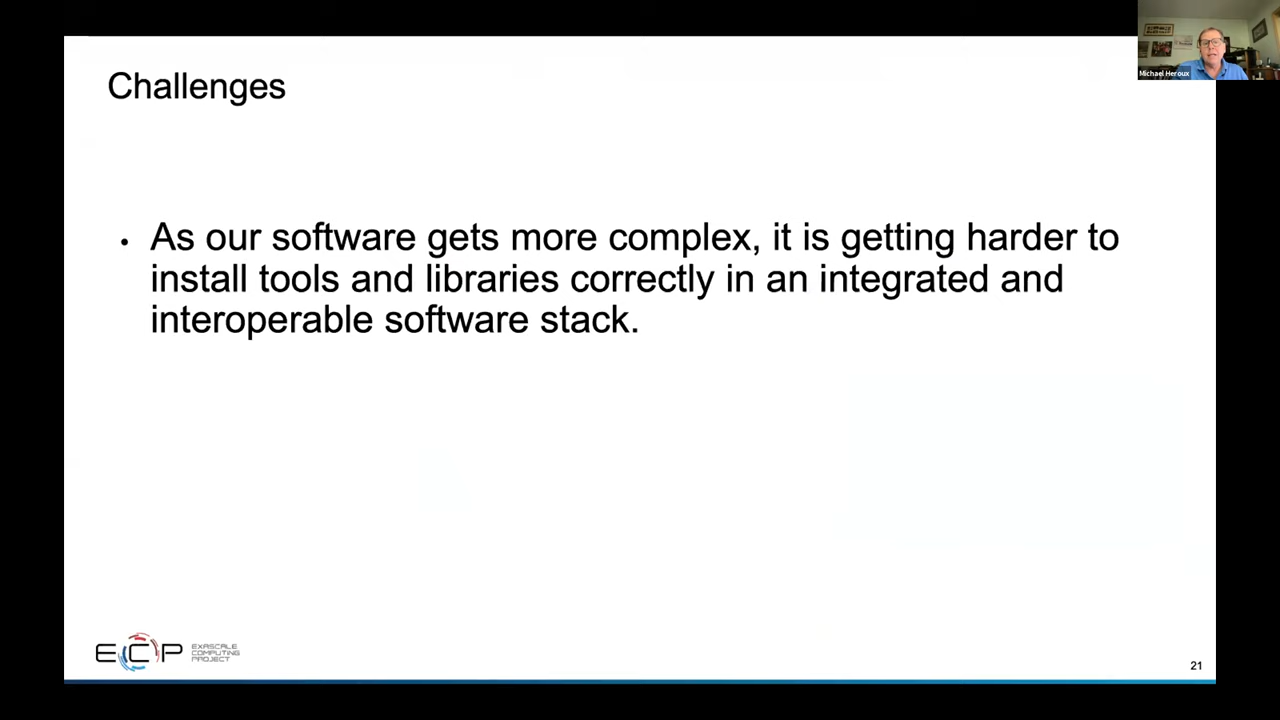 Challenges
Michael Heroux
• As our software gets more complex, it is getting harder to
install tools and libraries correctly in an integrated and
interoperable software stack.
ECP
EXASCALE
COMPUTING
PROJECT
21